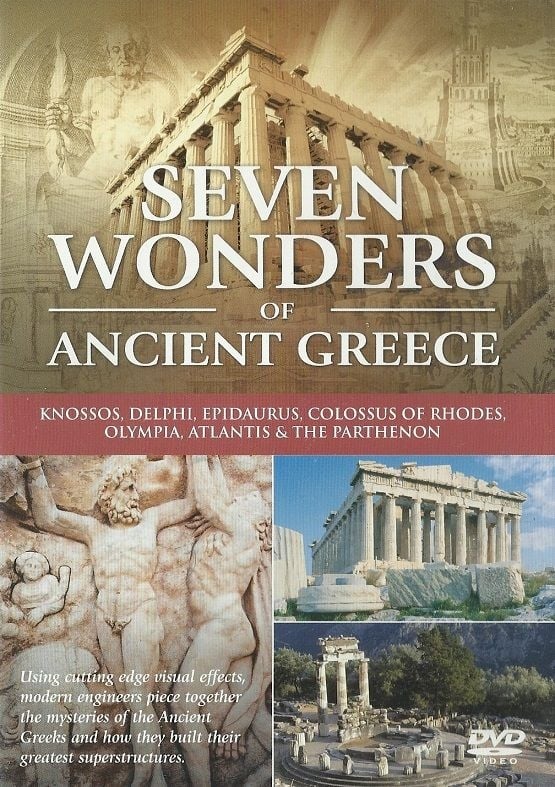 SEVEN
WONDERS
OF
ANCIENT GREECE
KNOSSOS, DELPHI, EPIDAURUS, COLOSSUS OF RHODES,
OLYMPIA, ATLANTIS & THE PARTHENON
Using cutting edge visual effects,
modern engineers piece together
the mysteries of the Ancient
Greeks and how they built their
greatest superstructures.
DVD
VIDEO